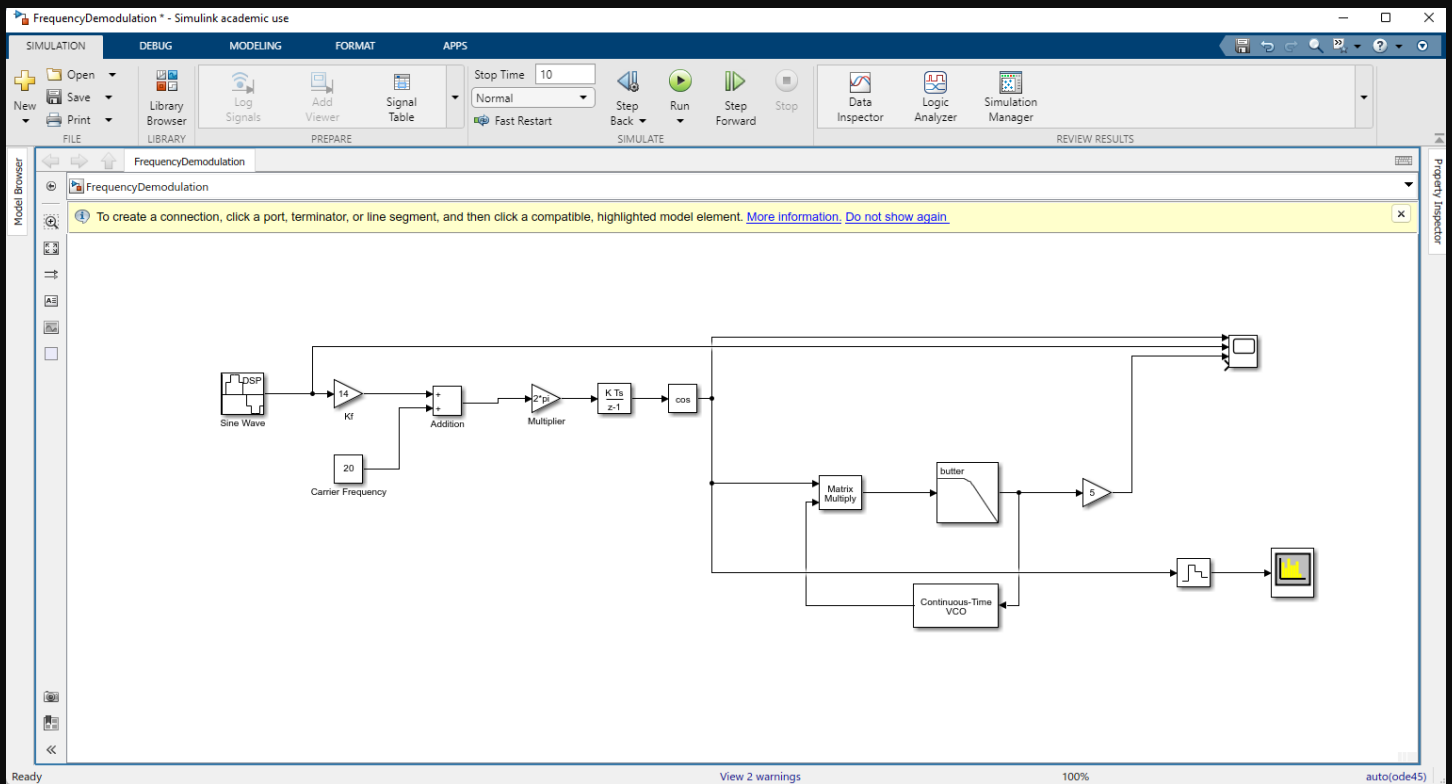 FrequencyDemodulation * - Simulink academic use
SIMULATION DEBUG MODELING FORMAT APPS
New
Open
Save
Print
FILE
Library
Browser
LIBRARY
Log
Signals
Add
Viewer
Signal
Table
PREPARE
Stop Time 10
Normal
Fast Restart
Step
Back
Run
Step
Forward
Stop
SIMULATE
Data
Inspector
Logic
Analyzer
Simulation
Manager
REVIEW RESULTS
Model Browser
FrequencyDemodulation
FrequencyDemodulation
Property Inspector
To create a connection, click a port, terminator, or line segment, and then click a compatible, highlighted model element. More information. Do not show again
DSP
Sine Wave
14
Kf
+
+
Addition
2*pi
Multiplier
K Ts
z-1
cos
20
Carrier Frequency
Matrix
Multiply
butter
5
Continuous-Time
VCO
Ready
View 2 warnings
100%
auto(ode45)